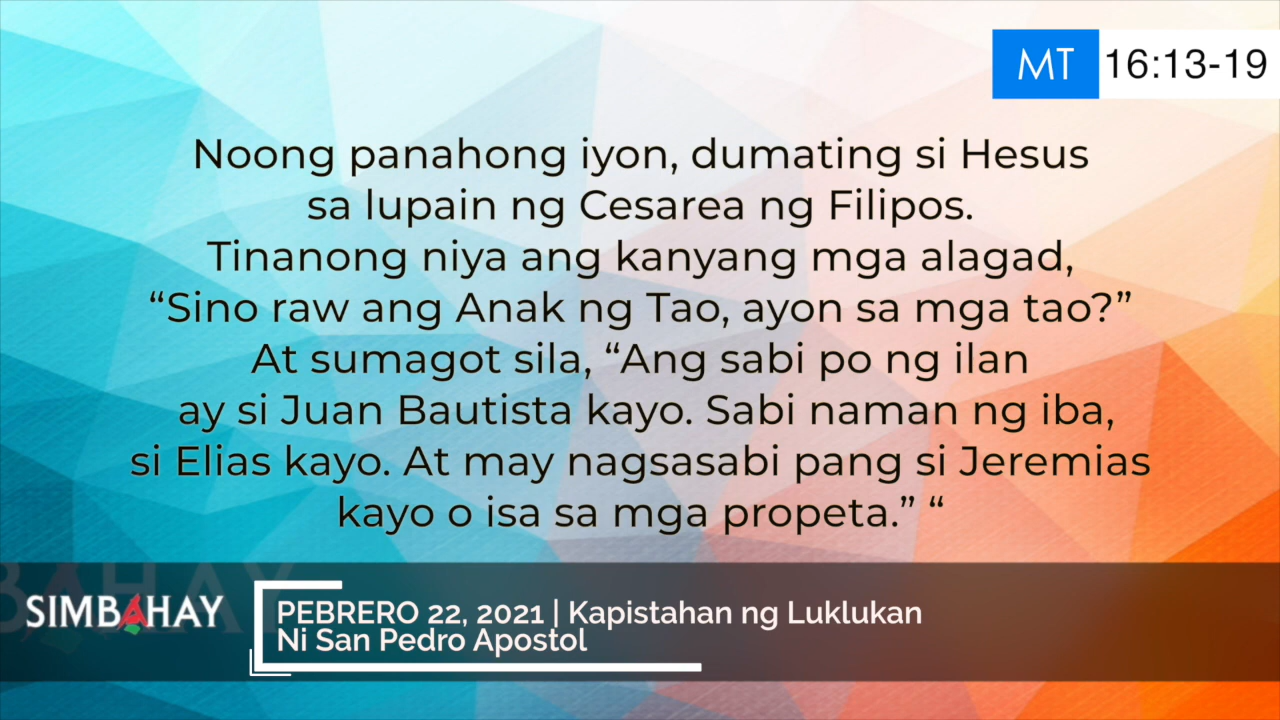 MT 16:13-19
Noong panahong iyon, dumating si Hesus
sa lupain ng Cesarea ng Filipos.
Tinanong niya ang kanyang mga alagad,
“Sino raw ang Anak ng Tao, ayon sa mga tao?”
At sumagot sila, “Ang sabi po ng ilan
ay si Juan Bautista kayo. Sabi naman ng iba,
si Elias kayo. At may nagsasabi pang si Jeremias
kayo o isa sa mga propeta.” “
SIMBAHAY
PEBRERO 22, 2021 | Kapistahan ng Luklukan
Ni San Pedro Apostol